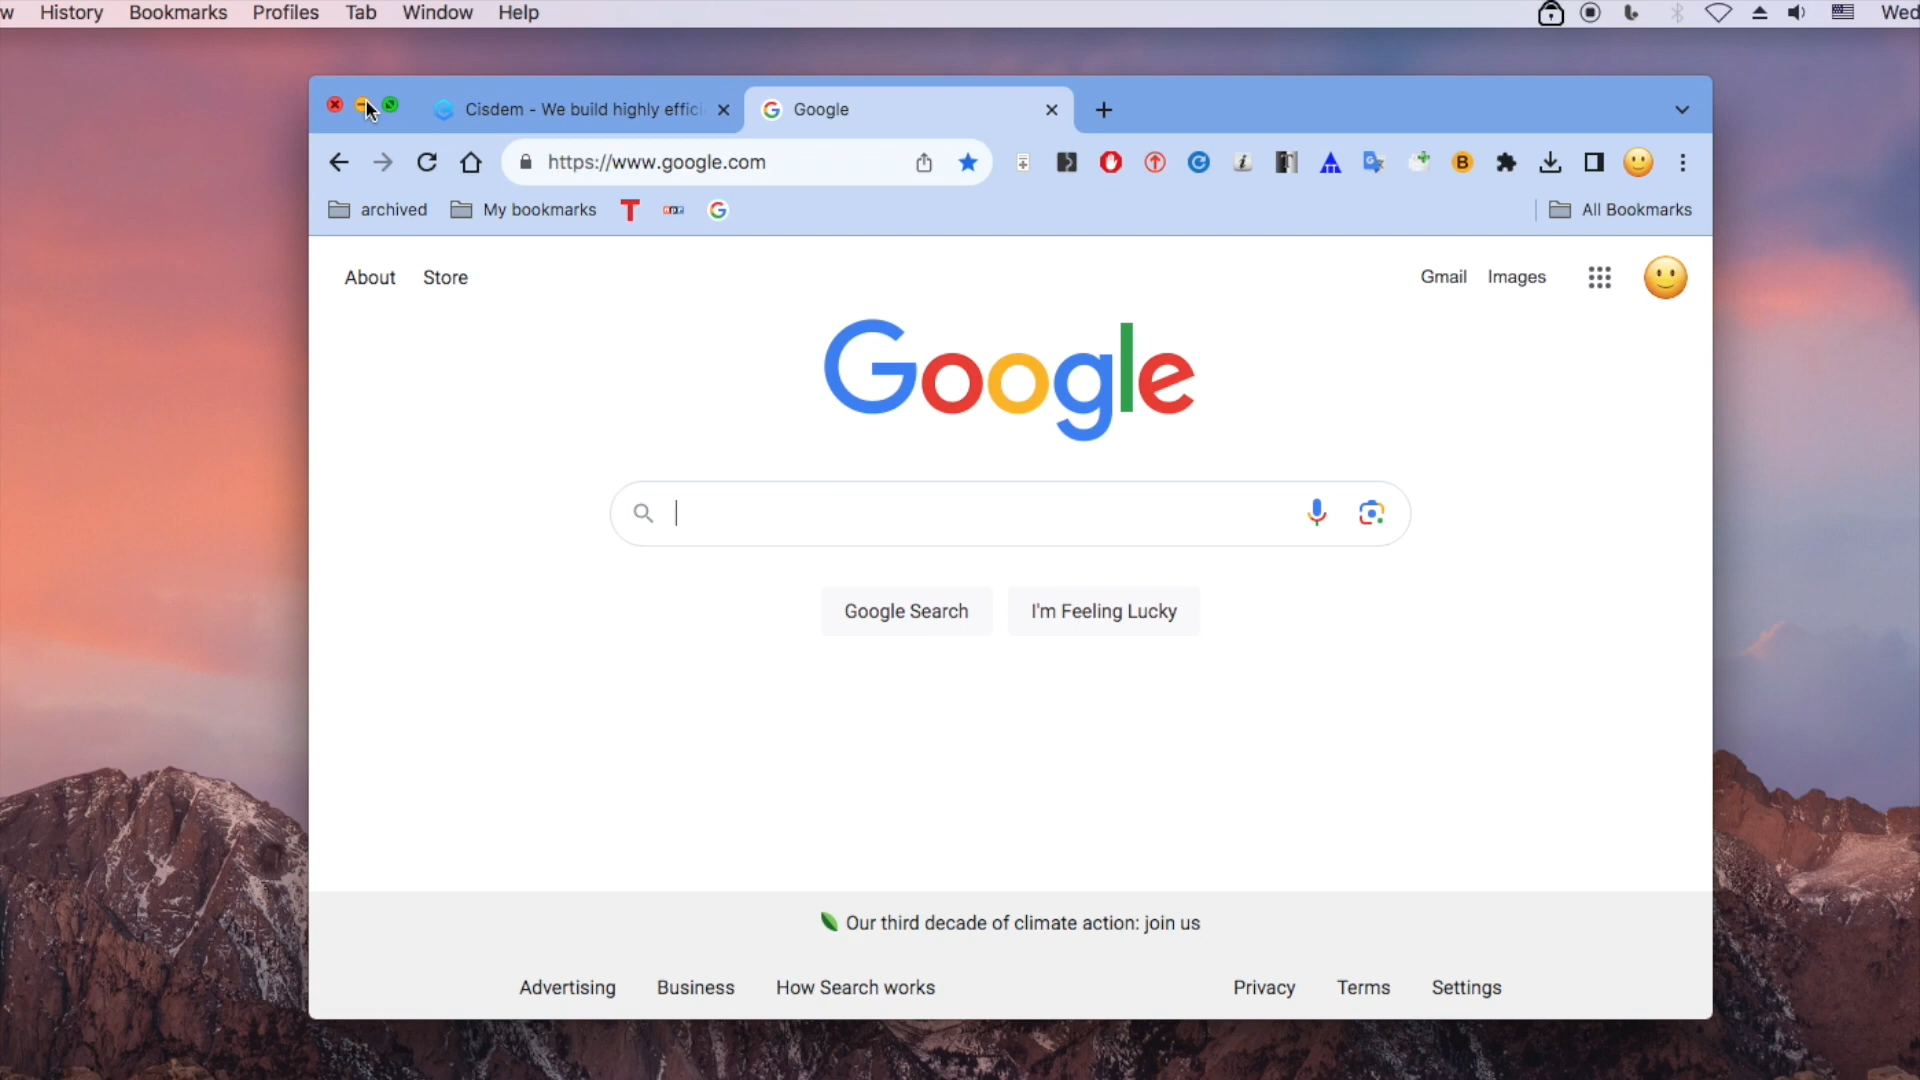 w History Bookmarks Profiles Tab Window Help Wed
Cisdem - We build highly effici Google
https://www.google.com
B
archived My bookmarks T npr G All Bookmarks
About Store Gmail Images
Google
Google Search I'm Feeling Lucky
Our third decade of climate action: join us
Advertising Business How Search works Privacy Terms Settings